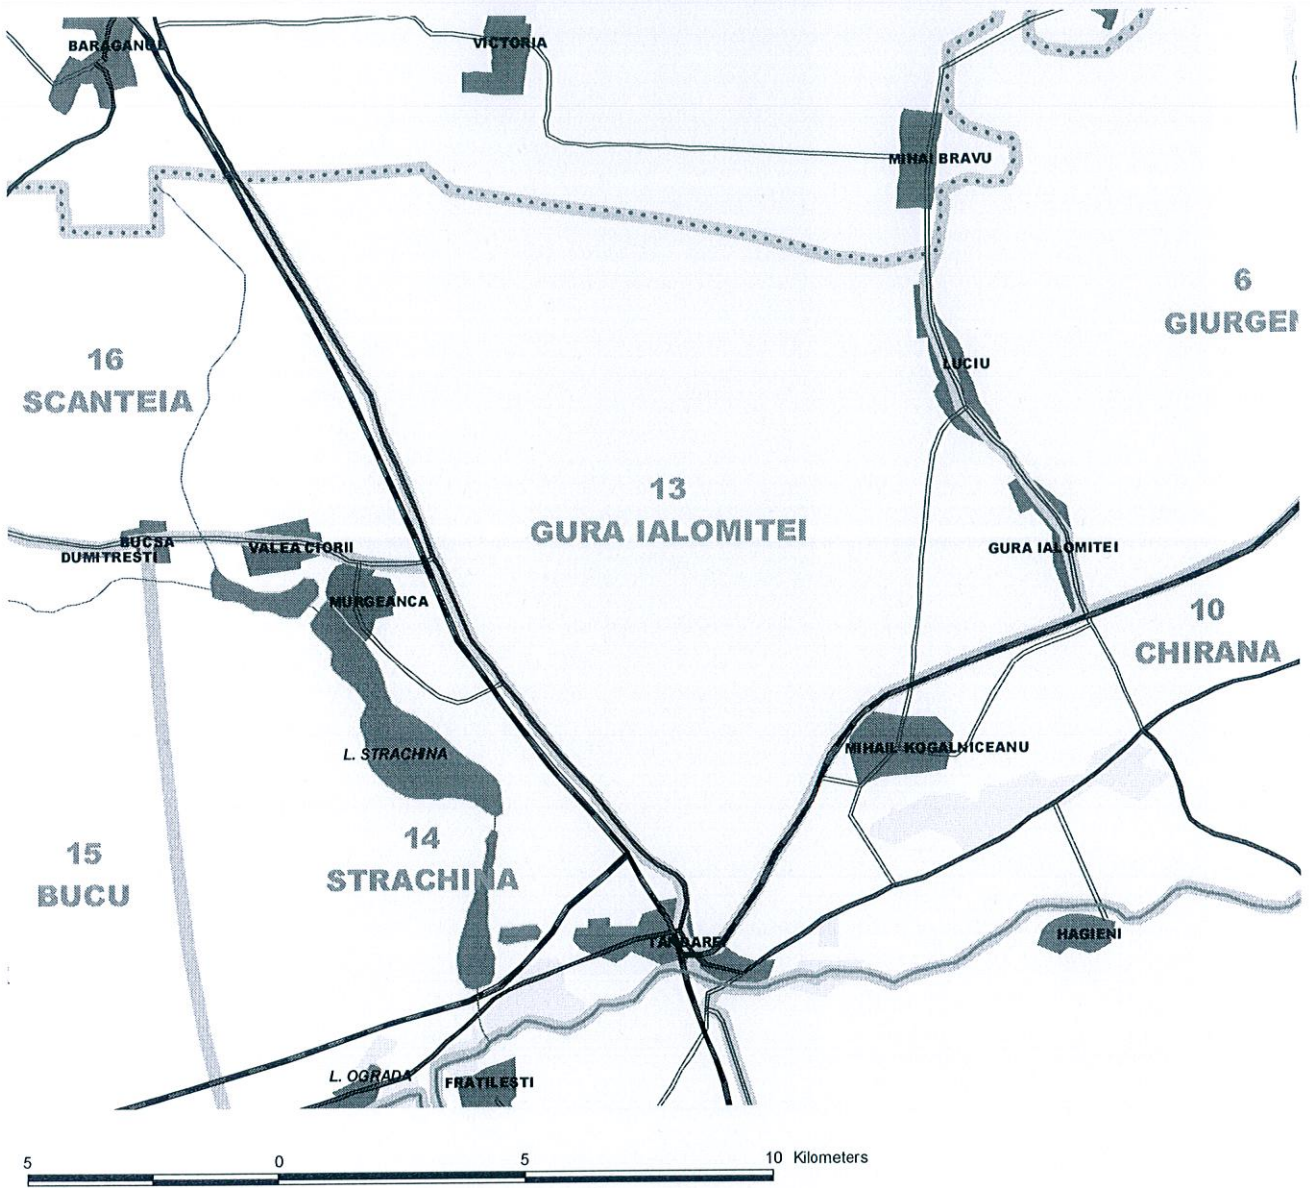 BARAGANUL
VICTORIA
MIHAI BRAVU
6
GIURGEN
16
SCANTEIA
LUCIU
13
GURA IALOMITEI
BUCSA
DUMITRESTI
VALEA CIORII
GURA IALOMITEI
MURGEANCA
10
CHIRANA
L. STRACHINA
MIHAIL KOGALNICEANU
14
STRACHINA
15
BUCU
TANDAREI
HAGIENI
L. OGRADA
FRATILESTI
5 0 5 10 Kilometers